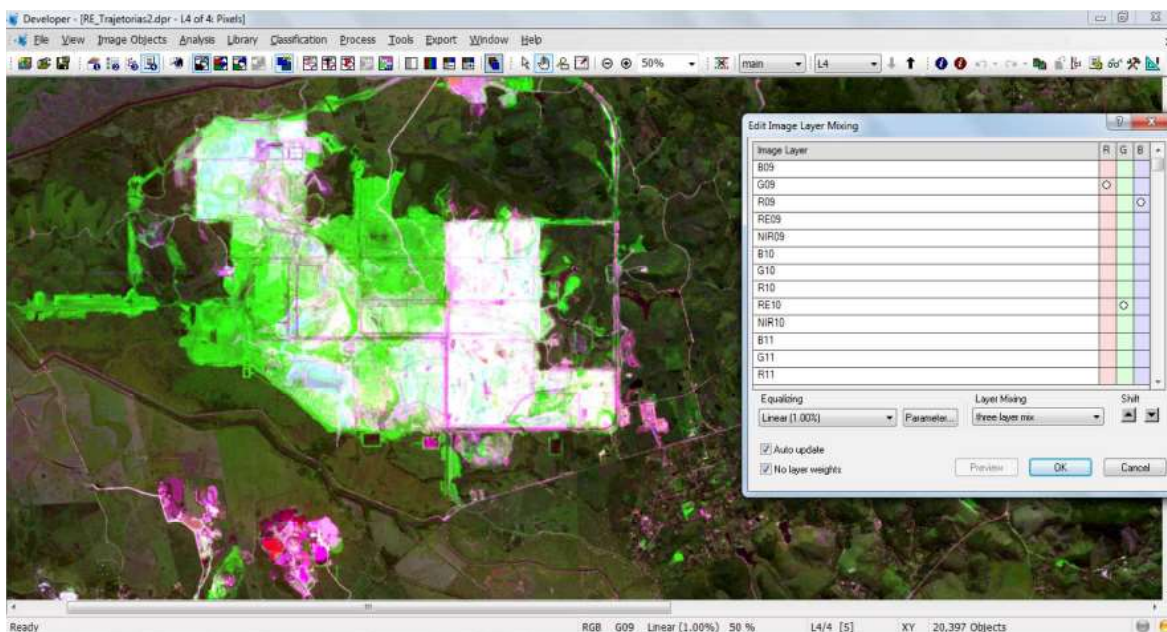 Developer - [RE_Trajetorias2.dpr - L4 of 4: Pixels]
File View Image Objects Analysis Library Classification Process Tools Export Window Help
50% main L4
Edit Image Layer Mixing
Image Layer R G B
B09
G09
R09
RE09
NIR09
B10
G10
R10
RE10
NIR10
B11
G11
R11
Equalizing Layer Mixing Shift
Linear (1.00%) Parameter... three layer mix
Auto update
No layer weights
Preview OK Cancel
Ready RGB G09 Linear (1.00%) 50 % L4/4 [5] XY 20,397 Objects